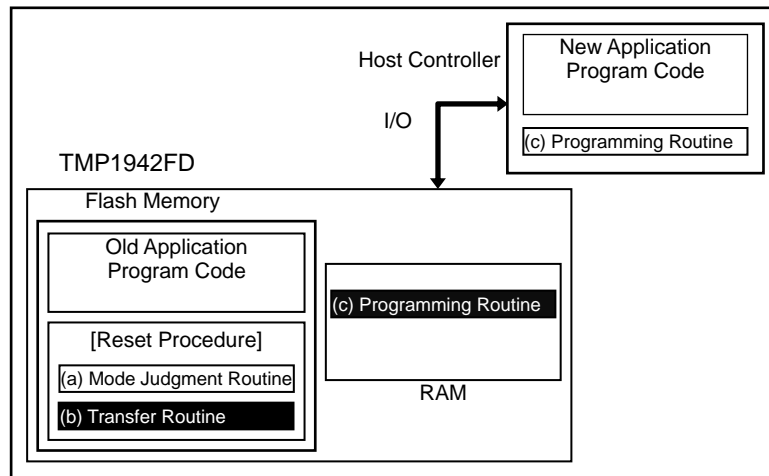 Host Controller
New Application
Program Code
(c) Programming Routine
I/O
TMP1942FD
Flash Memory
Old Application
Program Code
[Reset Procedure]
(a) Mode Judgment Routine
(b) Transfer Routine
(c) Programming Routine
RAM